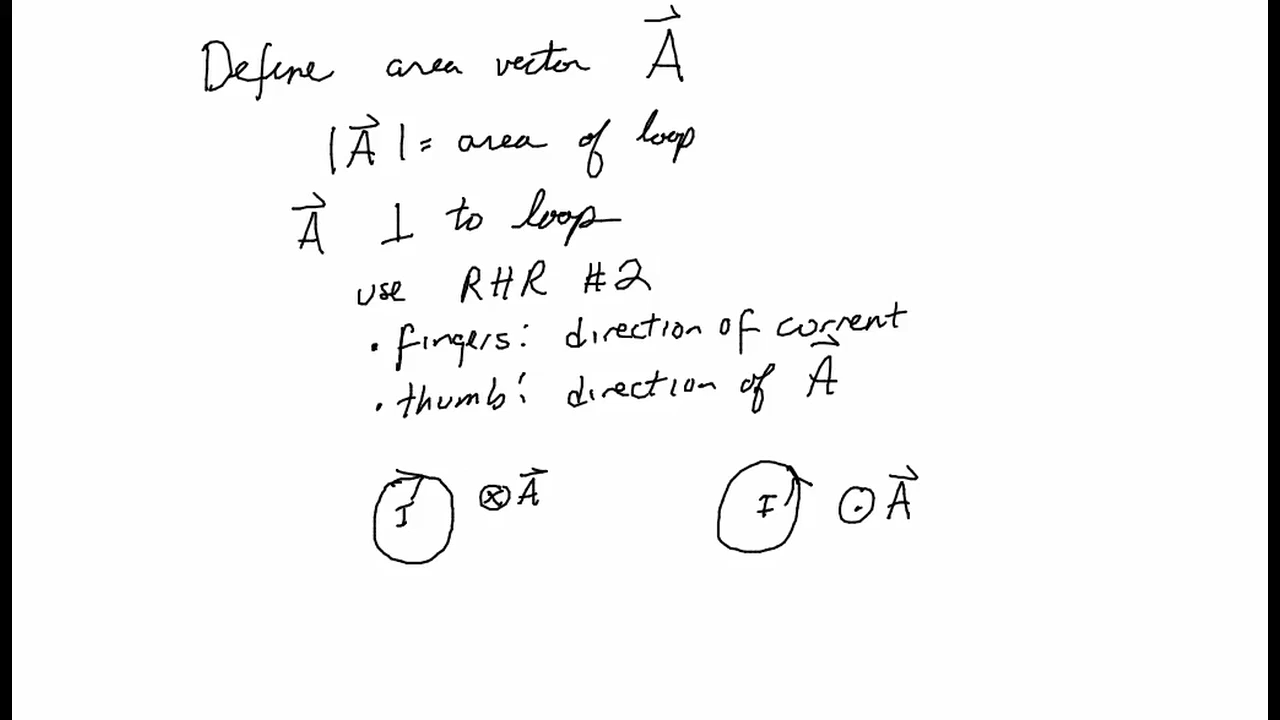 Define area vector A⃗
|A⃗| = area of loop
A⃗ ⊥ to loop
use RHR #2
• fingers: direction of current
• thumb: direction of A⃗
I ⊗ A⃗ I ⊙ A⃗